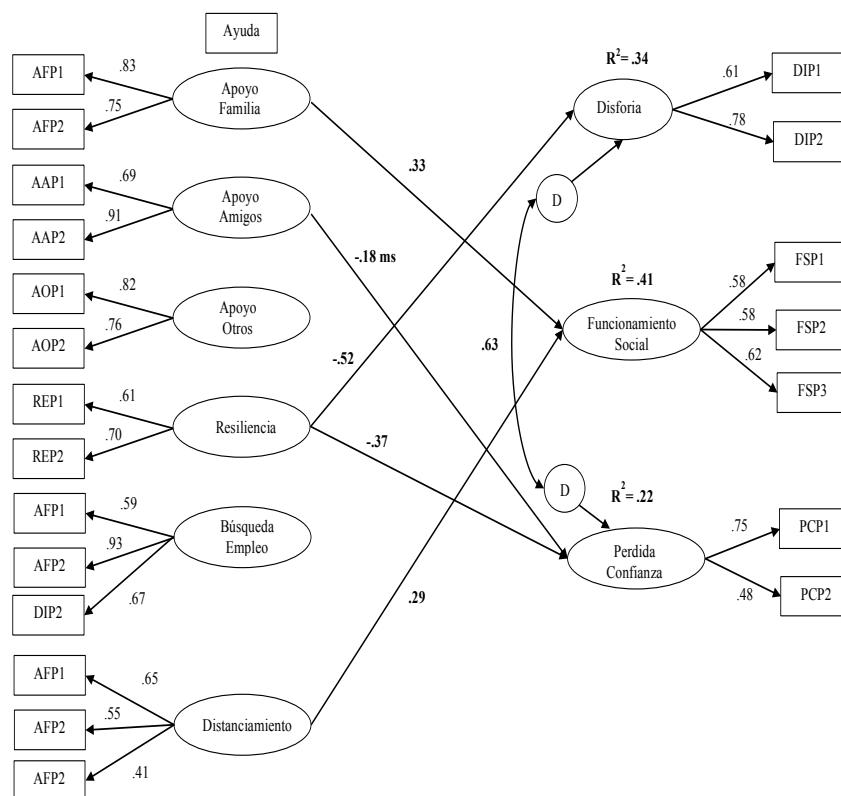 Ayuda
AFP1
.83
Apoyo
Familia
.75
AFP2
AAP1
.69
Apoyo
Amigos
.91
AAP2
AOP1
.82
Apoyo
Otros
.76
AOP2
REP1
.61
Resiliencia
.70
REP2
AFP1
.59
Búsqueda
Empleo
.93
AFP2
.67
DIP2
AFP1
.65
Distanciamiento
.55
AFP2
.41
AFP2
.33
-.18 ms
-.52
-.37
.29
.63
R2= .34
Disforia
.61
DIP1
.78
DIP2
D
R2 = .41
Funcionamiento
Social
.58
FSP1
.58
FSP2
.62
FSP3
D
R2 = .22
Perdida
Confianza
.75
PCP1
.48
PCP2